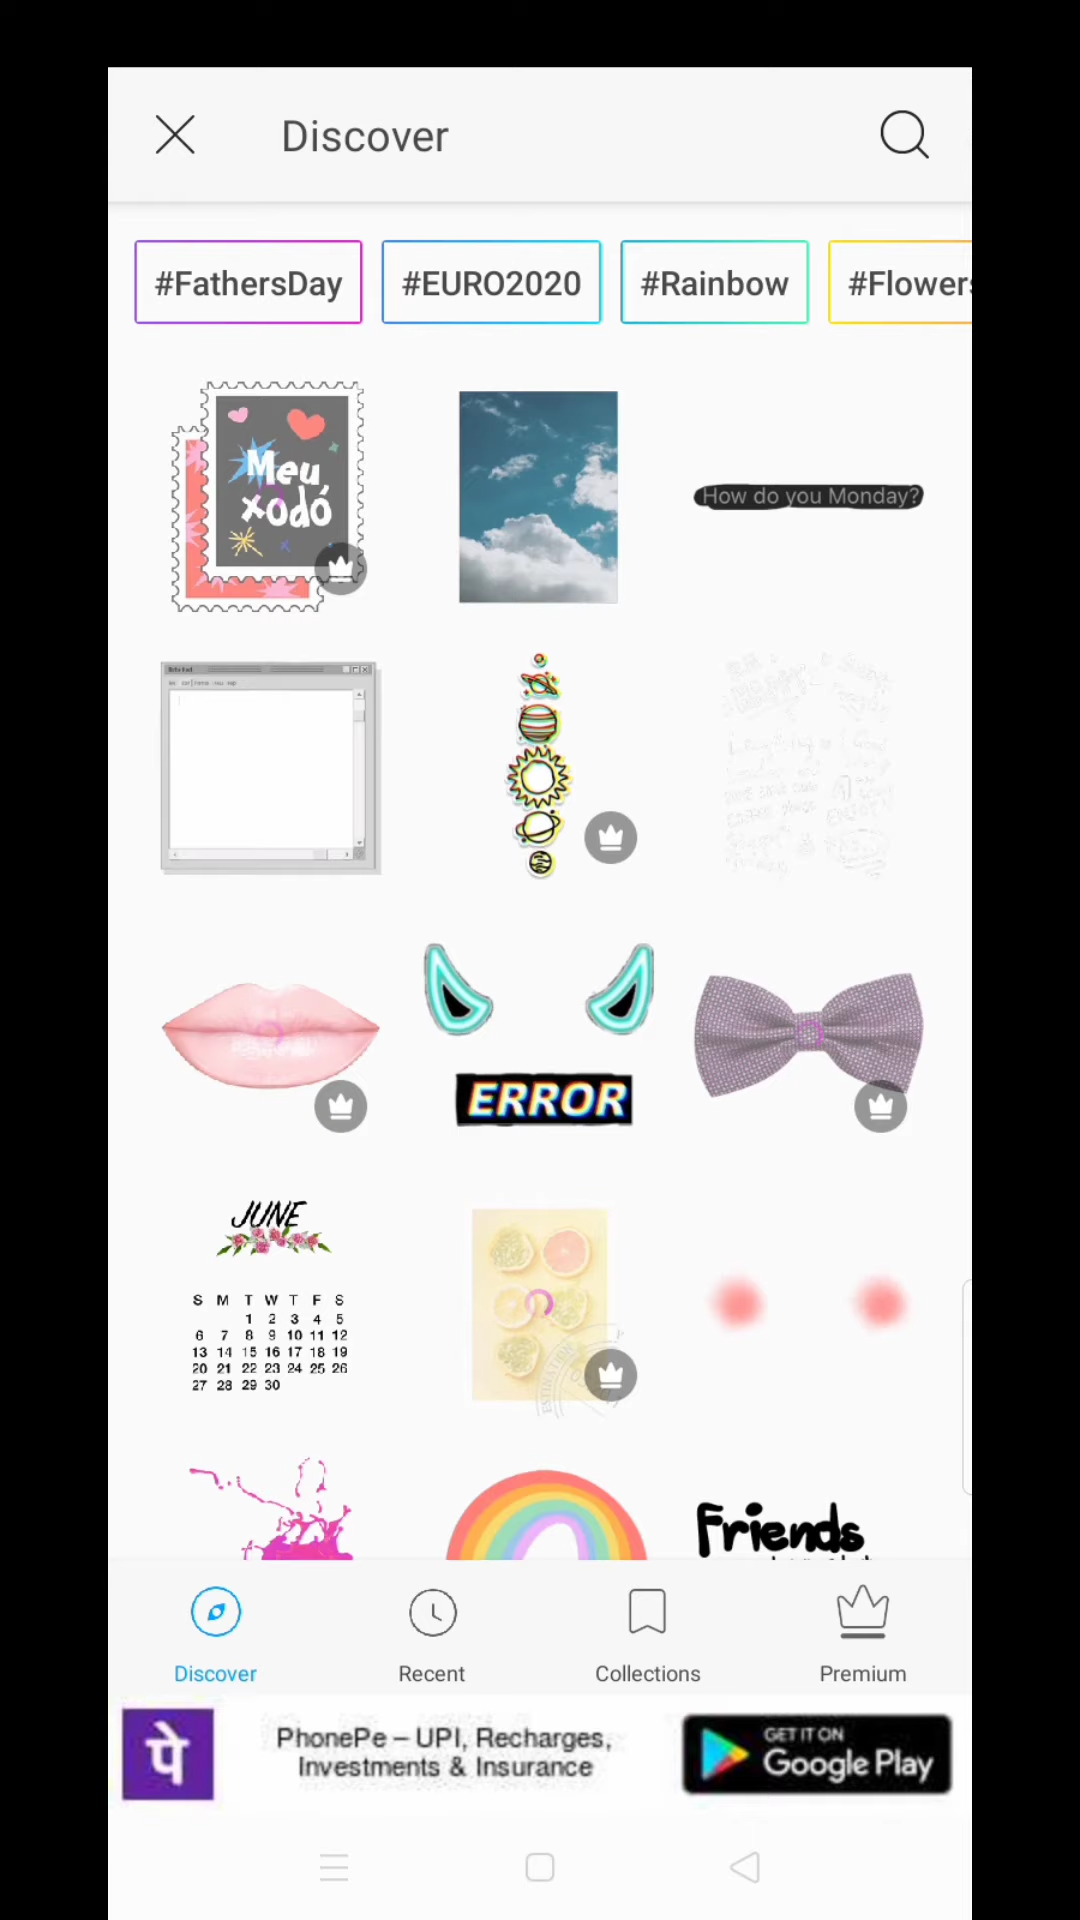 Discover
#FathersDay
#EURO2020
#Rainbow
#Flowers
Meu
xodó
How do you Monday?
ERROR
JUNE
S M T W T F S
1 2 3 4 5
6 7 8 9 10 11 12
13 14 15 16 17 18 19
20 21 22 23 24 25 26
27 28 29 30
Friends
Discover
Recent
Collections
Premium
पे
PhonePe – UPI, Recharges,
Investments & Insurance
GET IT ON
Google Play